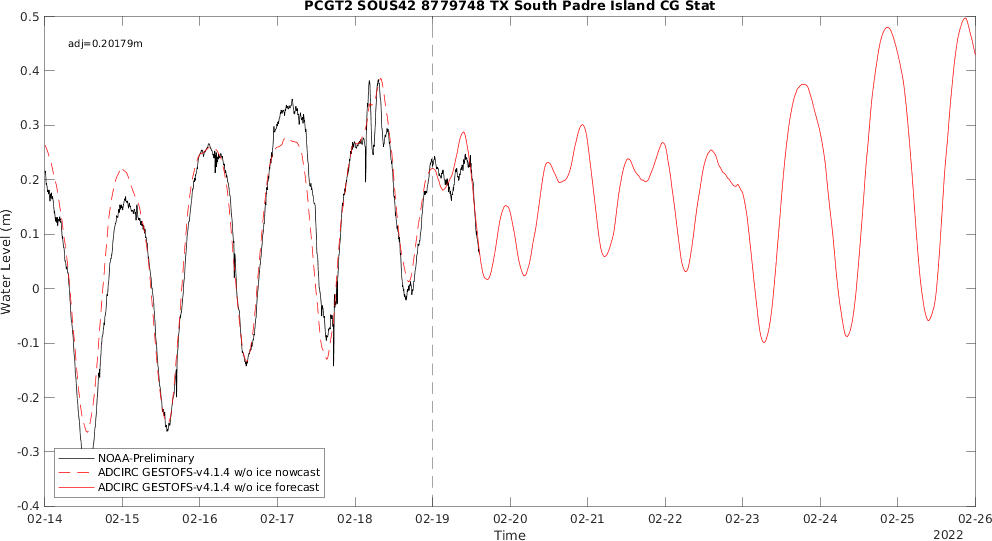 PCGT2 SOUS42 8779748 TX South Padre Island CG Stat
adj=0.20179m
0.5
0.4
0.3
0.2
0.1
0
-0.1
-0.2
-0.3
-0.4
Water Level (m)
NOAA-Preliminary
ADCIRC GESTOFS-v4.1.4 w/o ice nowcast
ADCIRC GESTOFS-v4.1.4 w/o ice forecast
02-14 02-15 02-16 02-17 02-18 02-19 02-20 02-21 02-22 02-23 02-24 02-25 02-26
Time
2022